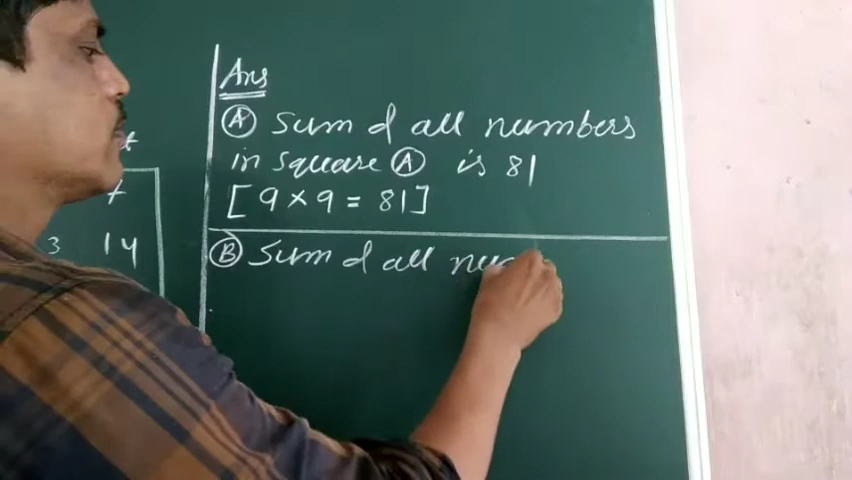 Ans
(A) Sum of all numbers
in square (A) is 81
[9 × 9 = 81]
(B) Sum of all
3 14